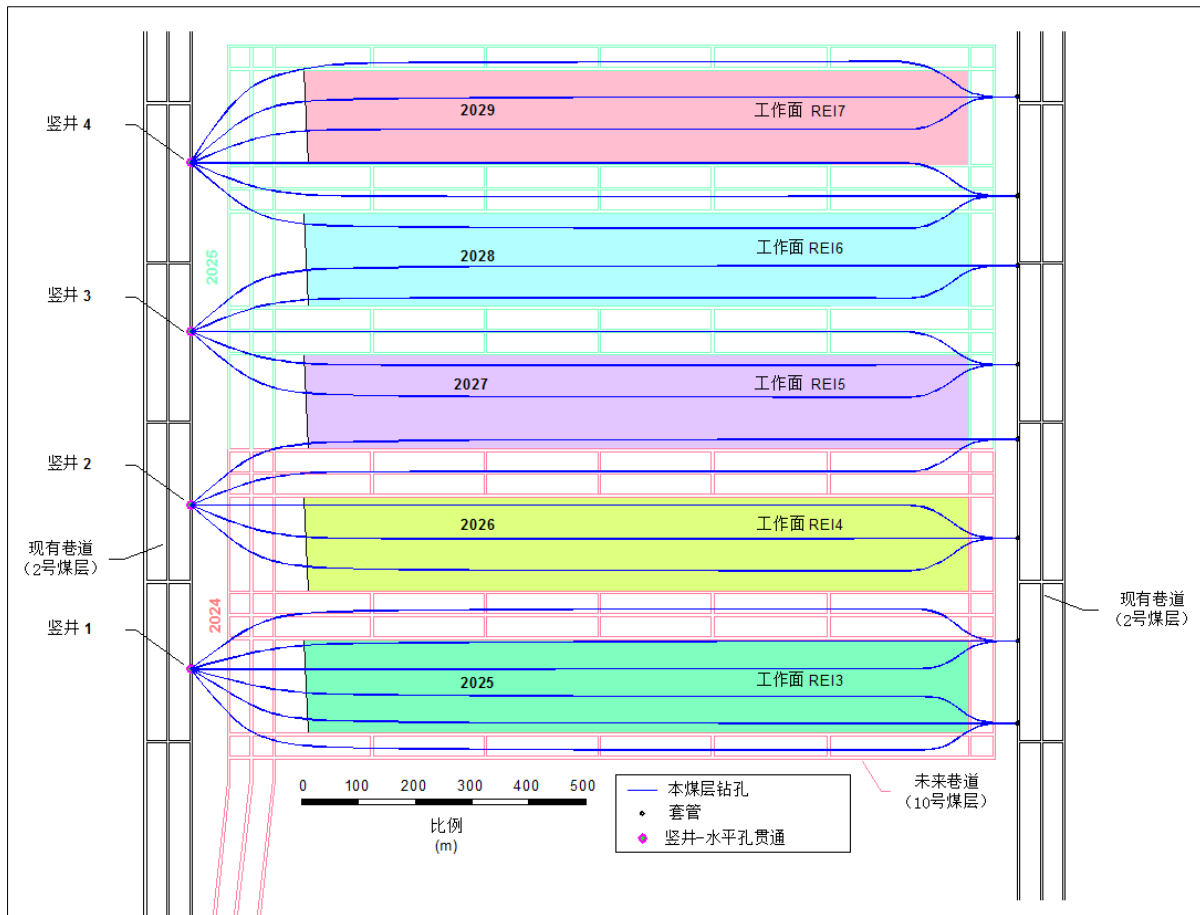 竖井 4
2029
工作面 REI7
2025
2028
工作面 REI6
竖井 3
2027
工作面 REI5
竖井 2
2026
工作面 REI4
现有巷道
（2号煤层）
2024
现有巷道
（2号煤层）
竖井 1
2025
工作面 REI3
未来巷道
（10号煤层）
0 100 200 300 400 500
比例
(m)
本煤层钻孔
套管
竖井-水平孔贯通